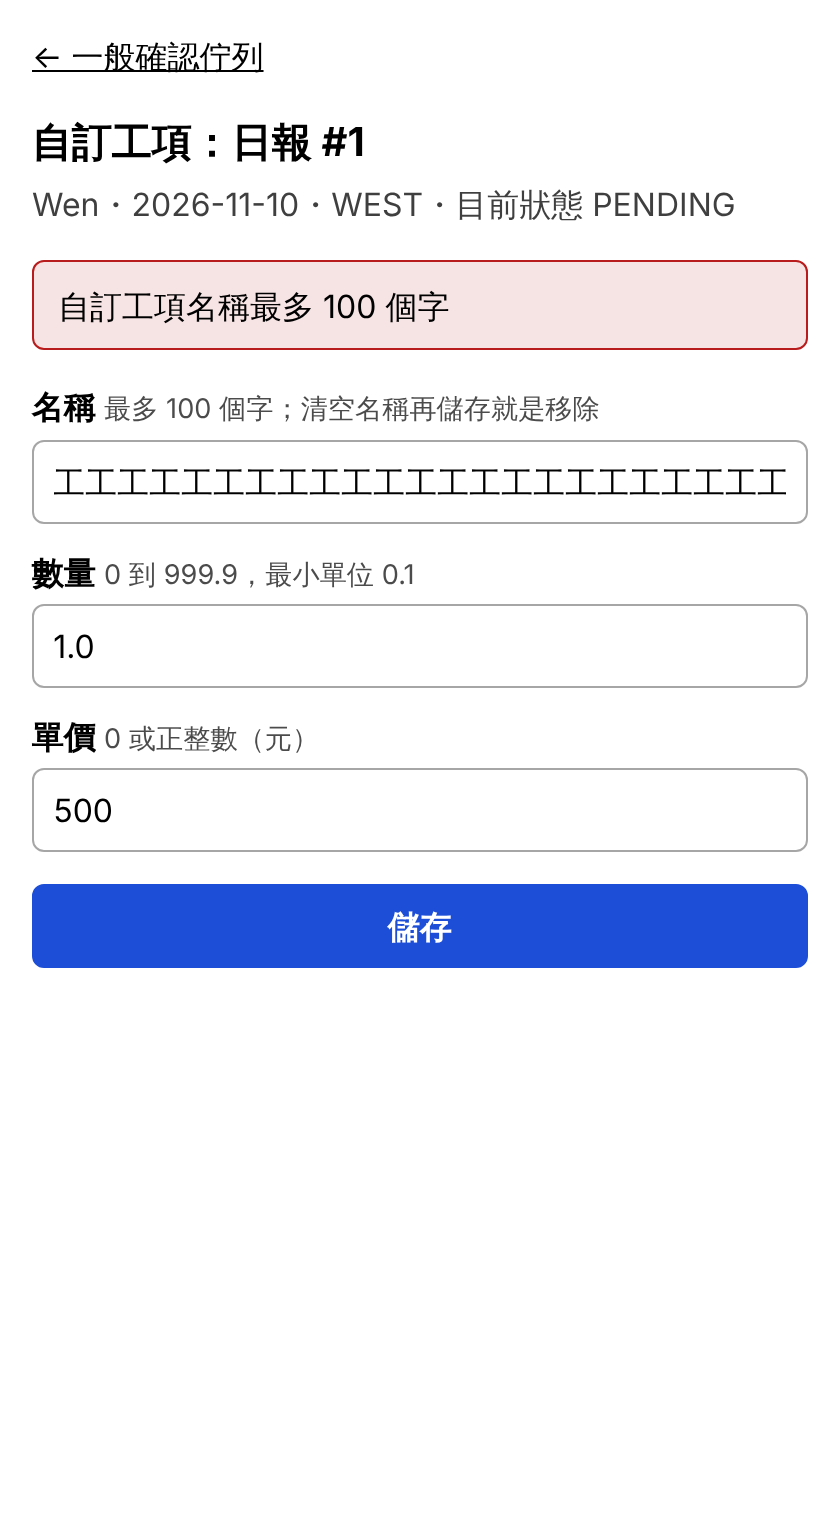 ← 一般確認佇列
自訂工項：日報 #1
Wen・2026-11-10・WEST・目前狀態 PENDING
自訂工項名稱最多 100 個字
名稱 最多 100 個字；清空名稱再儲存就是移除
工工工工工工工工工工工工工工工工工工工工工工工
數量 0 到 999.9，最小單位 0.1
1.0
單價 0 或正整數（元）
500
儲存